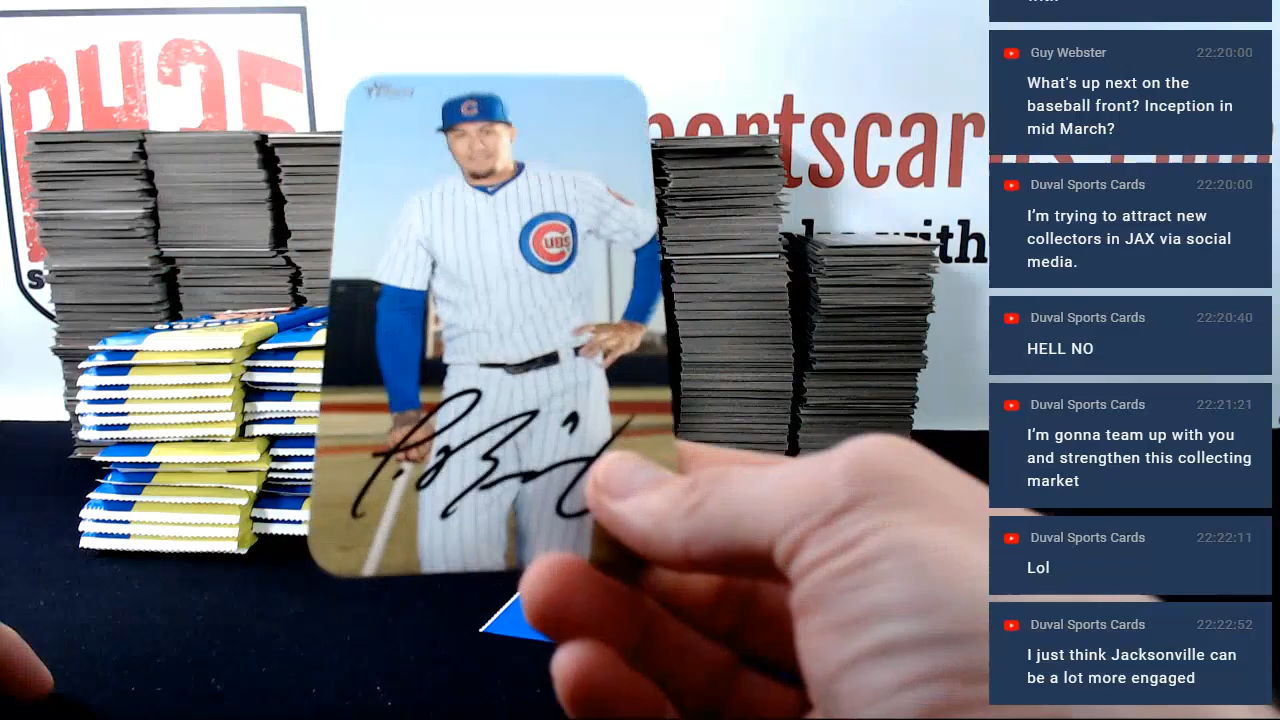 with
Guy Webster 22:20:00
What's up next on the
baseball front? Inception in
mid March?
Duval Sports Cards 22:20:00
I'm trying to attract new
collectors in JAX via social
media.
Duval Sports Cards 22:20:46
HELL NO
Duval Sports Cards 22:21:21
I'm gonna team up with you
and strengthen this collecting
market
Duval Sports Cards 22:22:11
Lol
Duval Sports Cards 22:22:52
I just think Jacksonville can
be a lot more engaged
portscar
with
C
CUBS